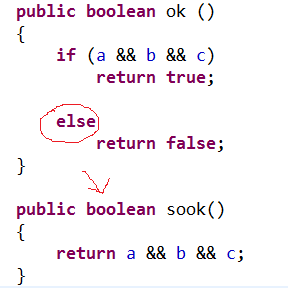 public boolean ok ()
{
if (a && b && c)
return true;
else
return false;
}
public boolean sook()
{
return a && b && c;
}